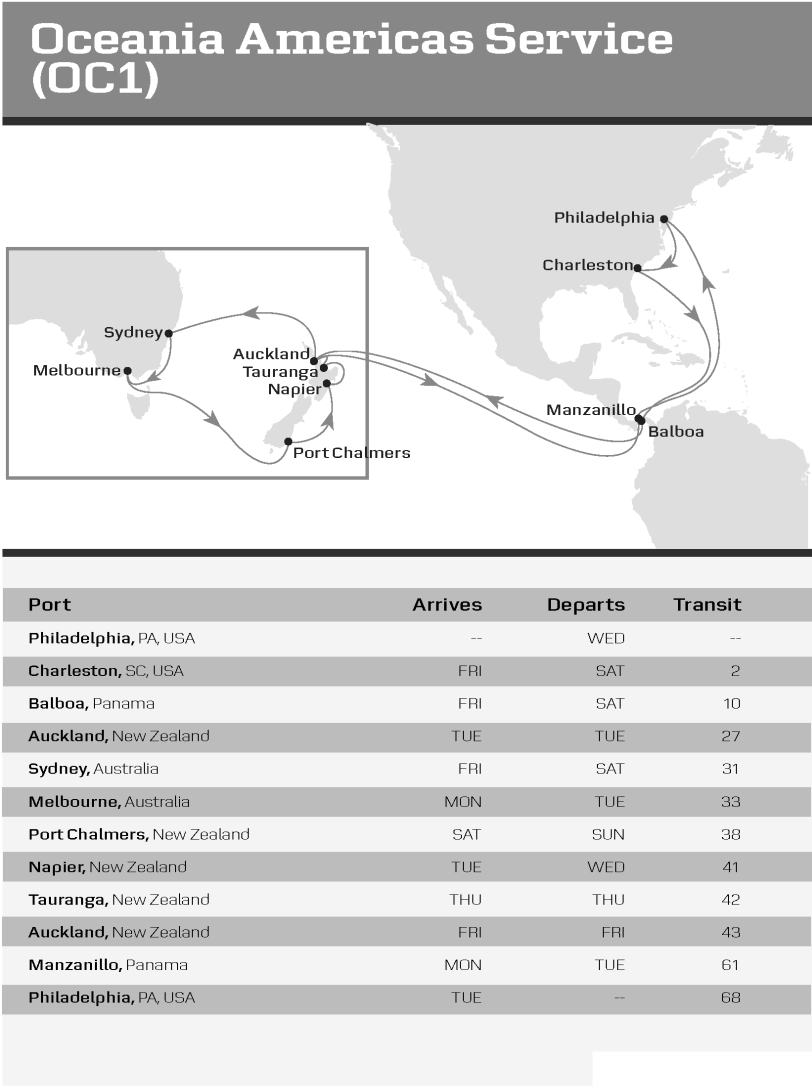 Oceania Americas Service
(OC1)
Philadelphia
Charleston
Sydney
Auckland
Melbourne
Tauranga
Napier
Manzanillo
Balboa
Port Chalmers
Port Arrives Departs Transit
Philadelphia, PA, USA -- WED --
Charleston, SC, USA FRI SAT 2
Balboa, Panama FRI SAT 10
Auckland, New Zealand TUE TUE 27
Sydney, Australia FRI SAT 31
Melbourne, Australia MON TUE 33
Port Chalmers, New Zealand SAT SUN 38
Napier, New Zealand TUE WED 41
Tauranga, New Zealand THU THU 42
Auckland, New Zealand FRI FRI 43
Manzanillo, Panama MON TUE 61
Philadelphia, PA, USA TUE -- 68